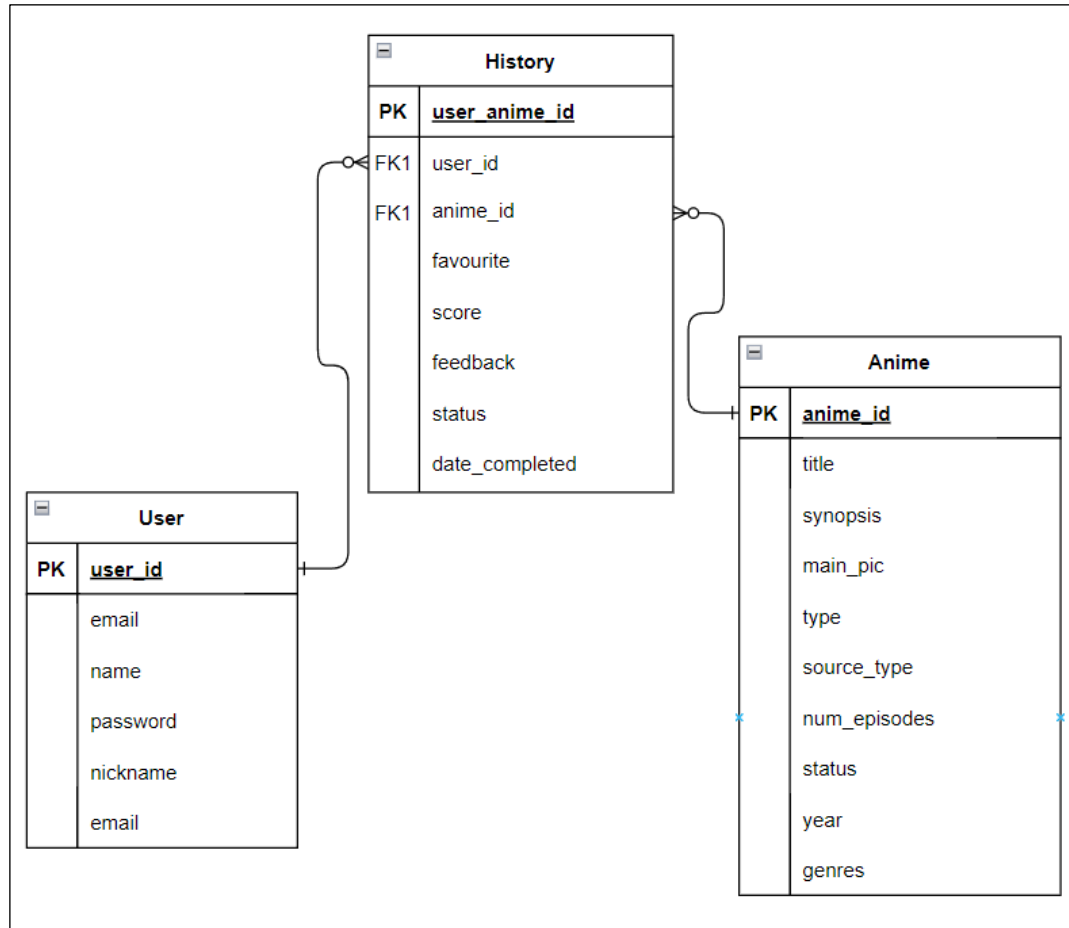 History
PK user_anime_id
FK1 user_id
FK1 anime_id
favourite
score
feedback
status
date_completed
User
PK user_id
email
name
password
nickname
email
Anime
PK anime_id
title
synopsis
main_pic
type
source_type
num_episodes
status
year
genres